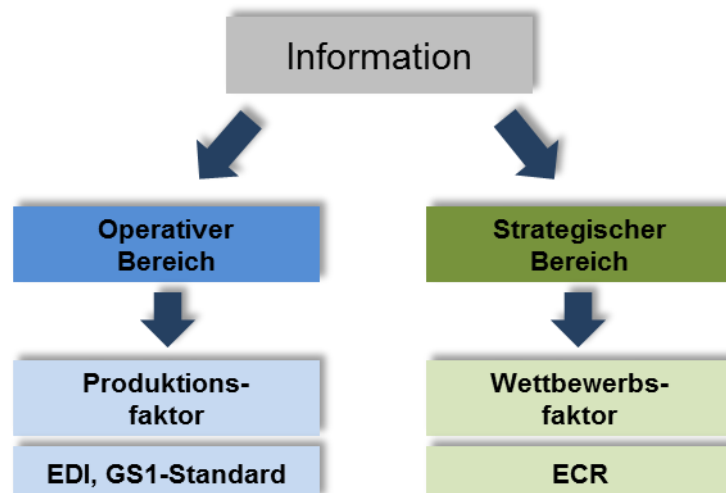 Information
Operativer
Bereich
Strategischer
Bereich
Produktions-
faktor
Wettbewerbs-
faktor
EDI, GS1-Standard
ECR